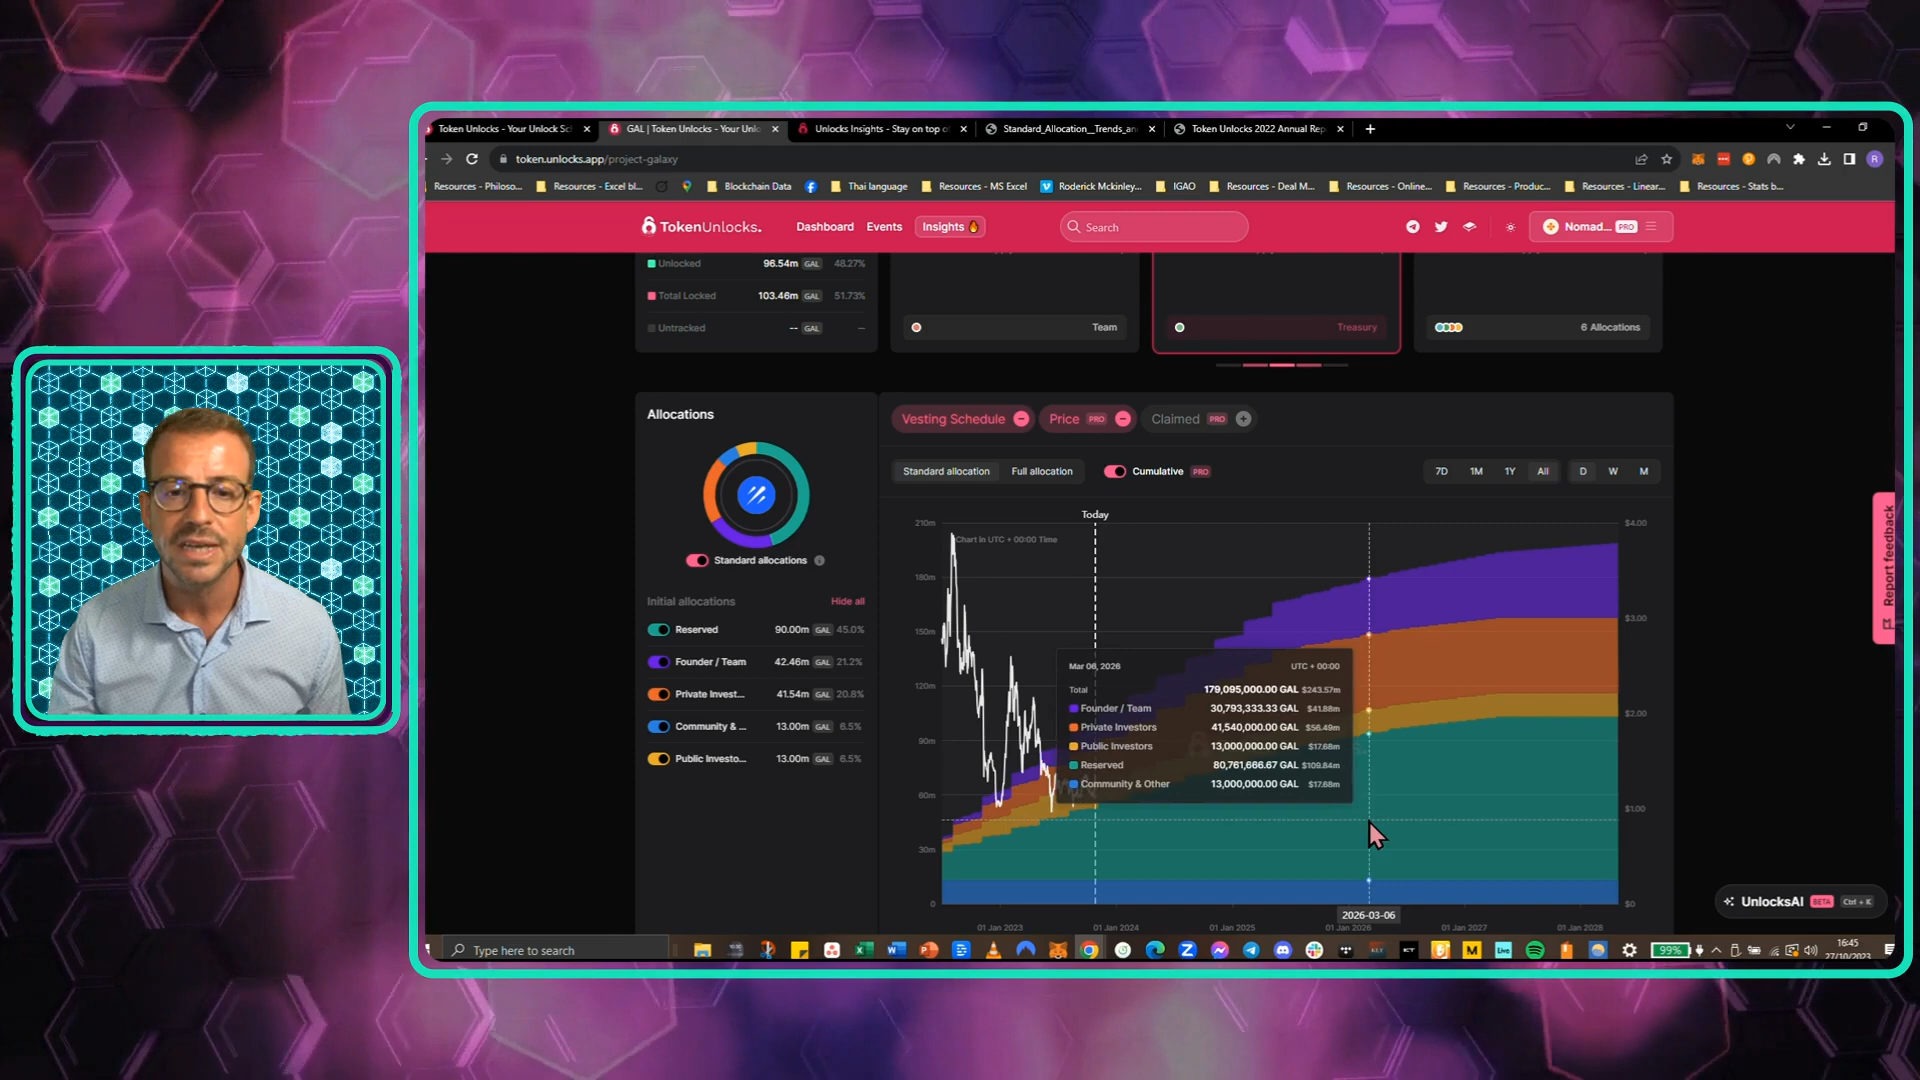 Token Unlocks - Your Unlock Sc
GAL | Token Unlocks - Your Unlo
Unlocks Insights - Stay on top o
Standard_Allocation__Trends_an
Token Unlocks 2022 Annual Rep
token.unlocks.app/project-galaxy
R
Resources - Philoso...
Resources - Excel bl...
Blockchain Data
Thai language
Resources - MS Excel
Roderick Mckinley...
IGAO
Resources - Deal M...
Resources - Online...
Resources - Produc...
Resources - Linear...
Resources - Stats b...
TokenUnlocks.
Dashboard
Events
Insights
Search
Nomad... PRO
Unlocked 96.54m GAL 48.27%
Total Locked 103.46m GAL 51.73%
Untracked -- GAL --
Team
Treasury
6 Allocations
Allocations
Standard allocations
Initial allocations Hide all
Reserved 90.00m GAL 45.0%
Founder / Team 42.46m GAL 21.2%
Private Invest... 41.54m GAL 20.8%
Community & ... 13.00m GAL 6.5%
Public Investo... 13.00m GAL 6.5%
Vesting Schedule
Price PRO
Claimed PRO
Standard allocation
Full allocation
Cumulative PRO
7D 1M 1Y All D W M
Today
Chart in UTC + 00:00 Time
210m
180m
150m
120m
90m
60m
30m
0
$4.00
$3.00
$2.00
$1.00
$0
Mar 06, 2026 UTC + 00:00
Total 179,095,000.00 GAL $243.57m
Founder / Team 30,793,333.33 GAL $41.88m
Private Investors 41,540,000.00 GAL $56.49m
Public Investors 13,000,000.00 GAL $17.68m
Reserved 80,761,666.67 GAL $109.84m
Community & Other 13,000,000.00 GAL $17.68m
2026-03-06
01 Jan 2023 01 Jan 2024 01 Jan 2025 01 Jan 2026 01 Jan 2027 01 Jan 2028
Report feedback
UnlocksAI BETA Ctrl + K
Type here to search
99%
16:45
27/10/2023